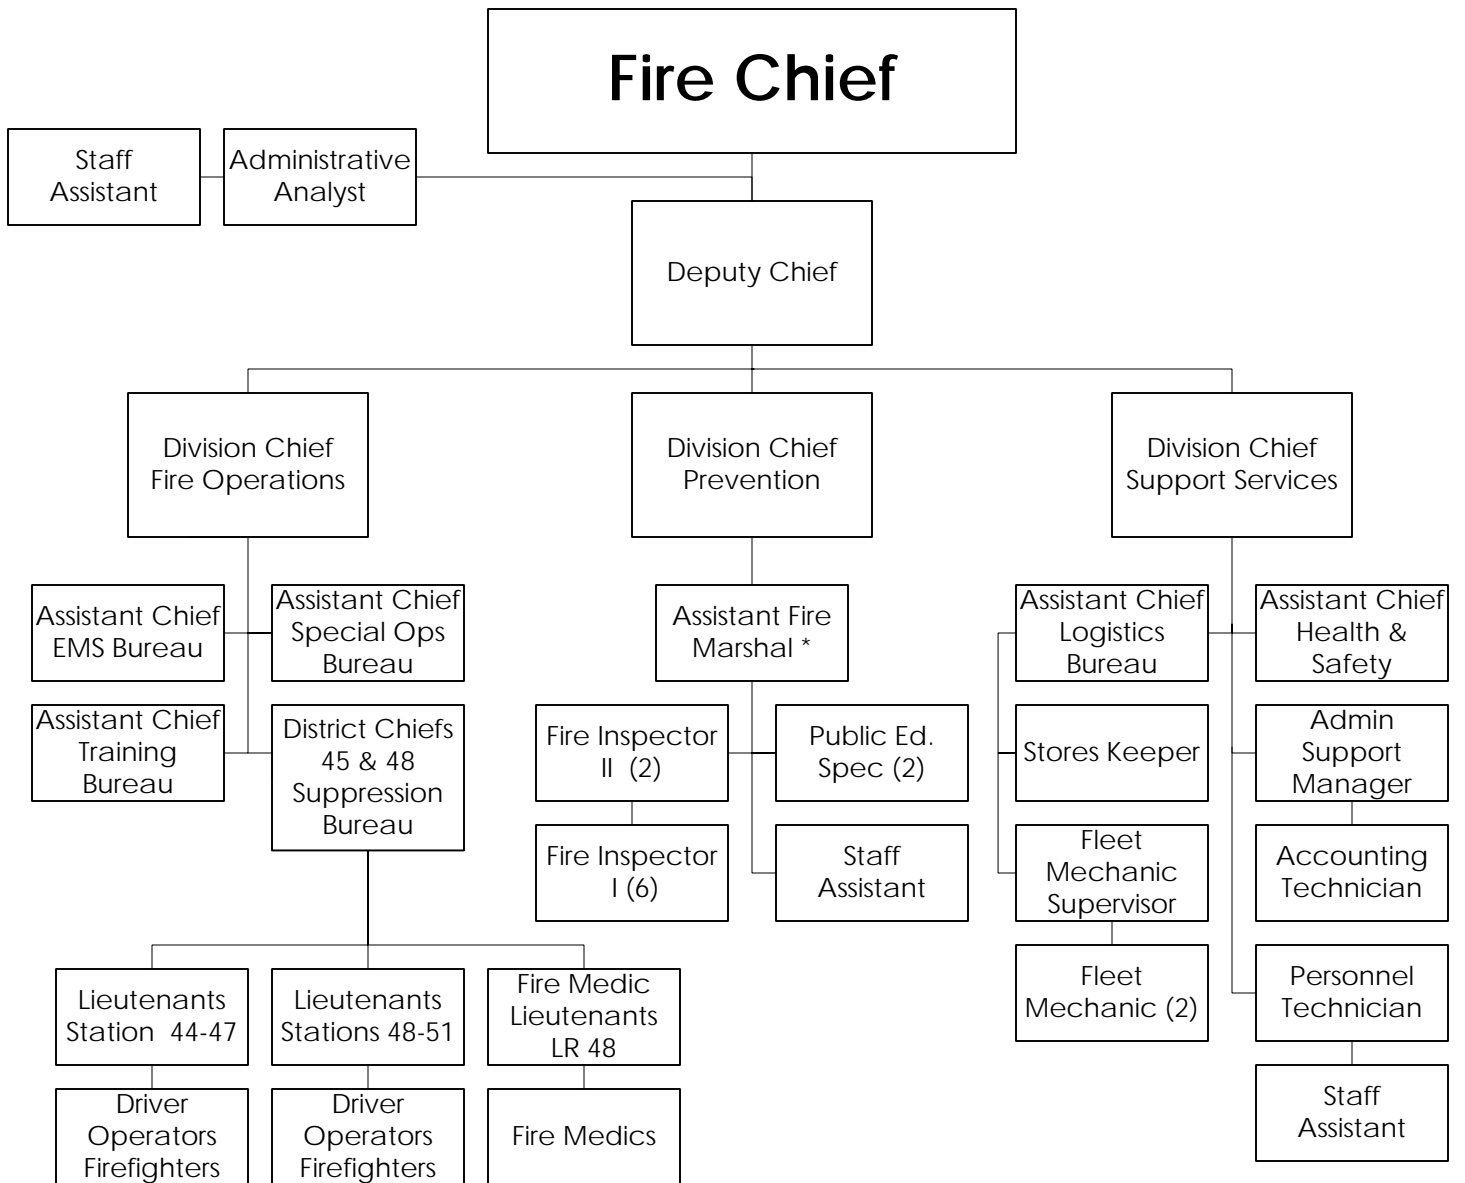 Fire Chief
Staff
Assistant
Administrative
Analyst
Deputy Chief
Division Chief
Fire Operations
Division Chief
Prevention
Division Chief
Support Services
Assistant Chief
EMS Bureau
Assistant Chief
Special Ops
Bureau
Assistant Chief
Training
Bureau
District Chiefs
45 & 48
Suppression
Bureau
Lieutenants
Station 44-47
Lieutenants
Stations 48-51
Fire Medic
Lieutenants
LR 48
Driver
Operators
Firefighters
Driver
Operators
Firefighters
Fire Medics
Assistant Fire
Marshal *
Fire Inspector
II (2)
Public Ed.
Spec (2)
Fire Inspector
I (6)
Staff
Assistant
Assistant Chief
Logistics
Bureau
Assistant Chief
Health &
Safety
Stores Keeper
Admin
Support
Manager
Fleet
Mechanic
Supervisor
Accounting
Technician
Fleet
Mechanic (2)
Personnel
Technician
Staff
Assistant